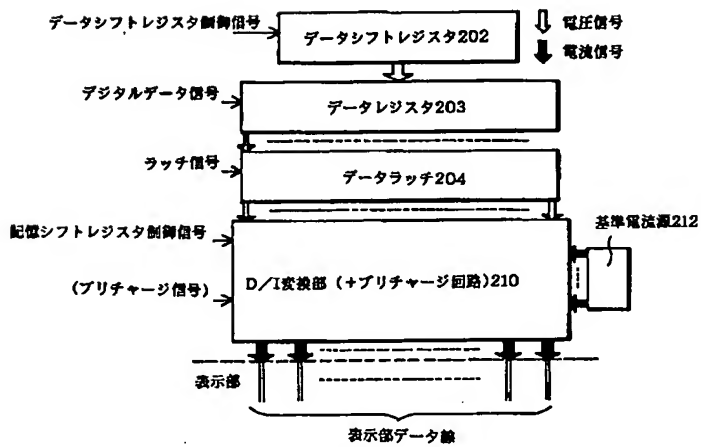 データシフトレジスタ制御信号
データシフトレジスタ202
電圧信号
電流信号
デジタルデータ信号
データレジスタ203
ラッチ信号
データラッチ204
記憶シフトレジスタ制御信号
基準電流源212
D/I変換部(+プリチャージ回路)210
(プリチャージ信号)
表示部
表示部データ線